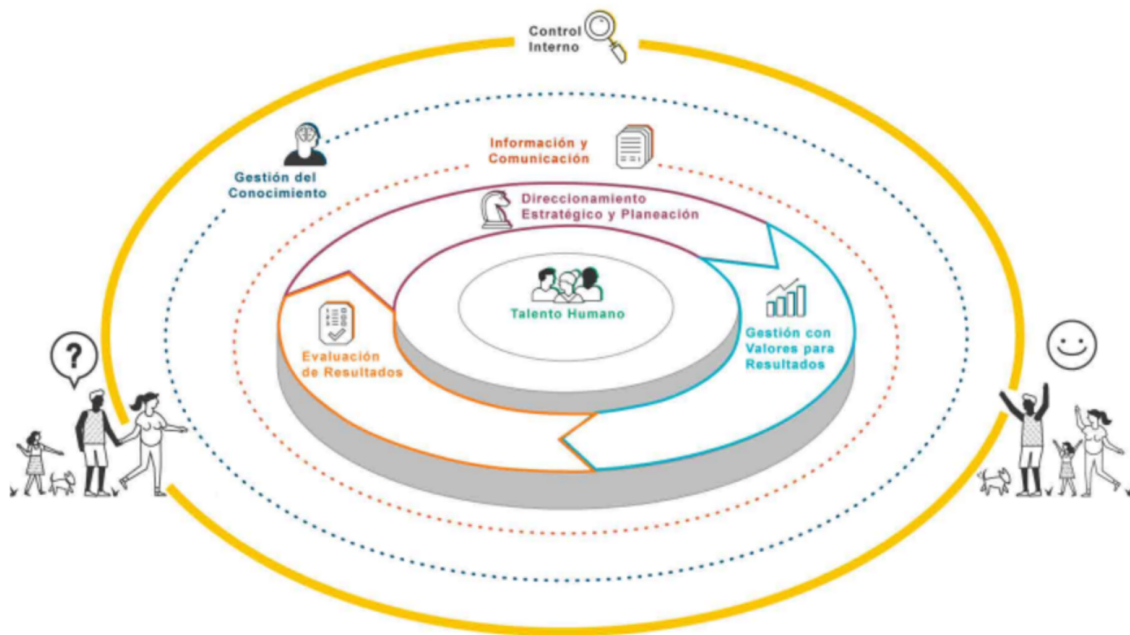 Control
Interno
Gestión del
Conocimiento
Información y
Comunicación
Direccionamiento
Estratégico y Planeación
Talento Humano
Gestión con
Valores para
Resultados
Evaluación
de Resultados
?